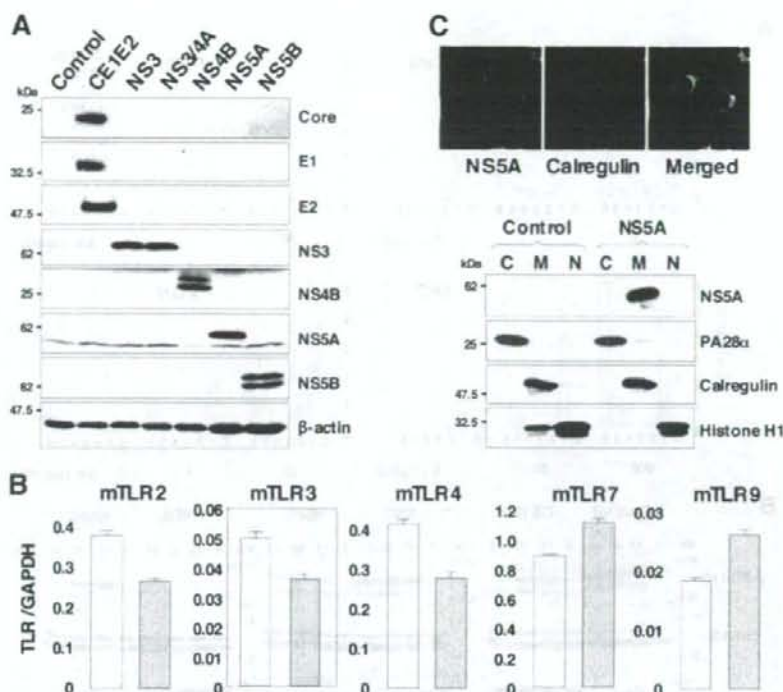 A
Control
CE1E2
NS3
NS3/4A
NS4B
NS5A
NS5B
kDa
25
Core
32.5
E1
47.5
E2
62
NS3
25
NS4B
62
NS5A
62
NS5B
47.5
β-actin
C
NS5A Calregulin Merged
Control NS5A
kDa C M N C M N
62
NS5A
25
PA28α
47.5
Calregulin
32.5
Histone H1
B
TLR/GAPDH
mTLR2
0.4
0.3
0.2
0.1
0
mTLR3
0.06
0.05
0.04
0.03
0.02
0.01
0
mTLR4
0.4
0.3
0.2
0.1
0
mTLR7
1.2
1.0
0.8
0.6
0.4
0.2
0
mTLR9
0.03
0.02
0.01
0